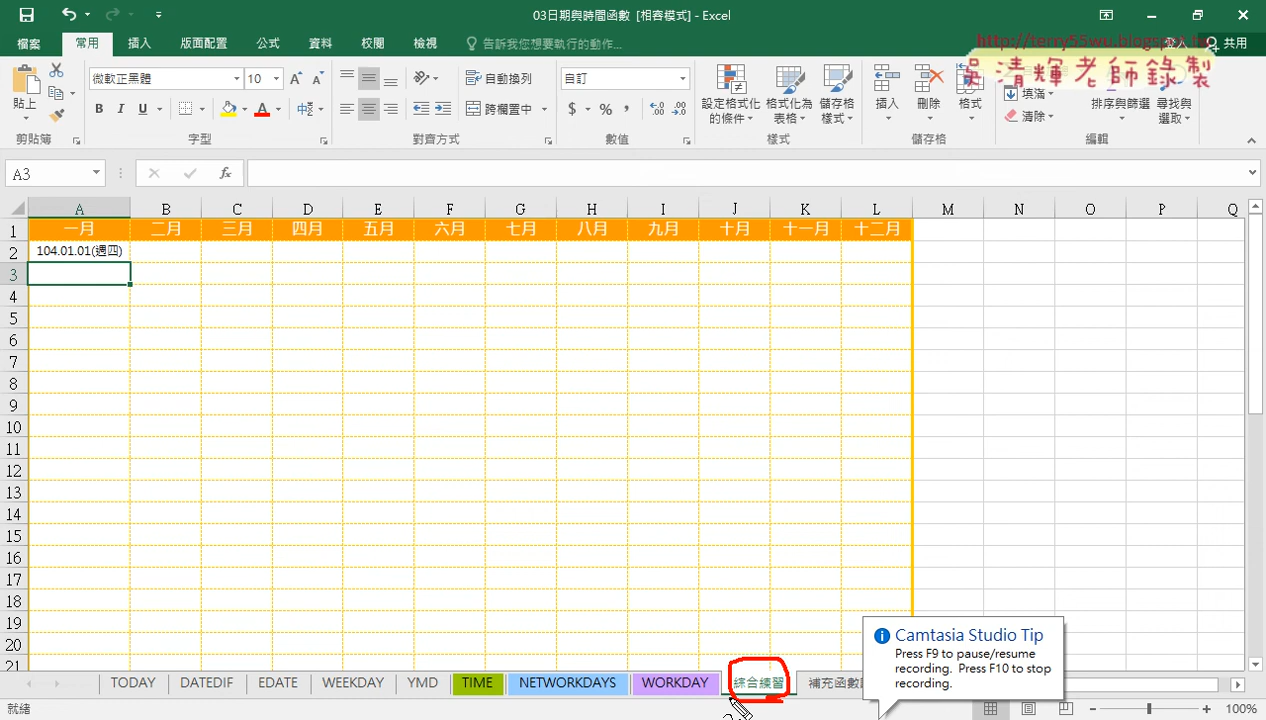 03日期與時間函數 [相容模式] - Excel
檔案 常用 插入 版面配置 公式 資料 校閱 檢視 告訴我您想要執行的動作... 登入 共用
http://terry55wu.blogspot.tw
吳清輝老師錄製
貼上 微軟正黑體 10 自動換列 自訂 設定格式化的條件 格式化為表格 儲存格樣式 插入 刪除 格式 填滿 排序與篩選 尋找與選取
跨欄置中 清除
剪貼簿 字型 對齊方式 數值 樣式 儲存格 編輯
A3 fx
A B C D E F G H I J K L M N O P Q
1 一月 二月 三月 四月 五月 六月 七月 八月 九月 十月 十一月 十二月
2 104.01.01(週四)
3
4
5
6
7
8
9
10
11
12
13
14
15
16
17
18
19
20
21
Camtasia Studio Tip
Press F9 to pause/resume
recording. Press F10 to stop
recording.
TODAY DATEDIF EDATE WEEKDAY YMD TIME NETWORKDAYS WORKDAY 綜合練習 補充函數
就緒 100%